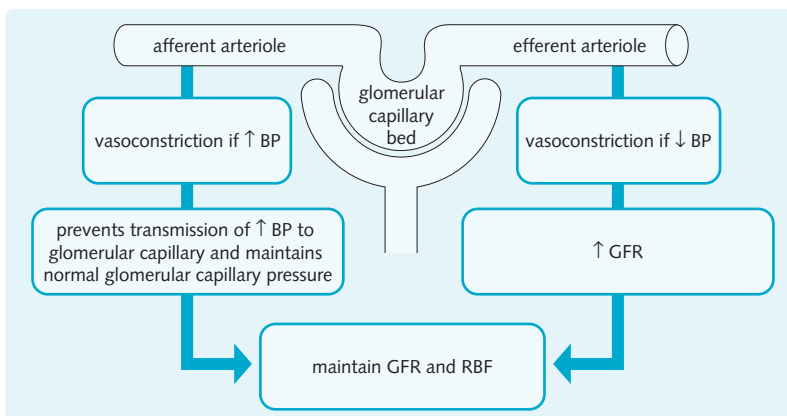 afferent arteriole
efferent arteriole
glomerular
capillary
bed
vasoconstriction if ↑ BP
vasoconstriction if ↓ BP
prevents transmission of ↑ BP to
glomerular capillary and maintains
normal glomerular capillary pressure
↑ GFR
maintain GFR and RBF